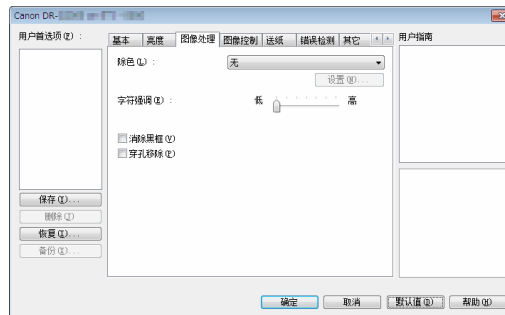 Canon DR-
用户首选项(P) :
基本 亮度 图像处理 图像控制 送纸 错误检测 其它
用户指南
除色(L) :
无
设置(N)...
字符强调(E) :
低
高
消除黑框(V)
穿孔移除(P)
保存(I)...
删除(J)
恢复(X)...
备份(G)...
确定
取消
默认值(D)
帮助(H)